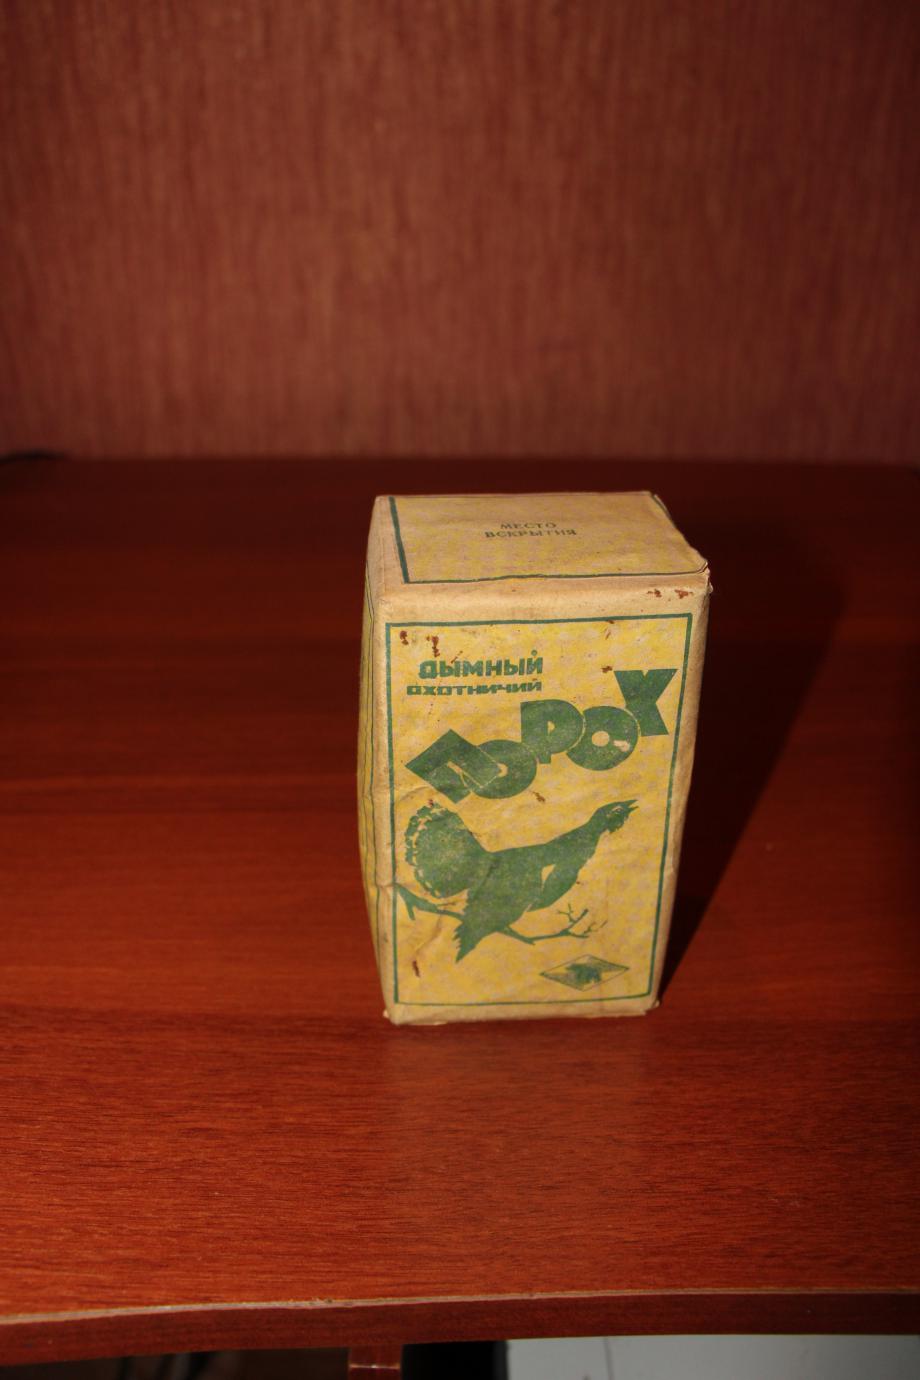 МЕСТО
ВСКРЫТИЯ
дымный
охотничий
ПОРОХ